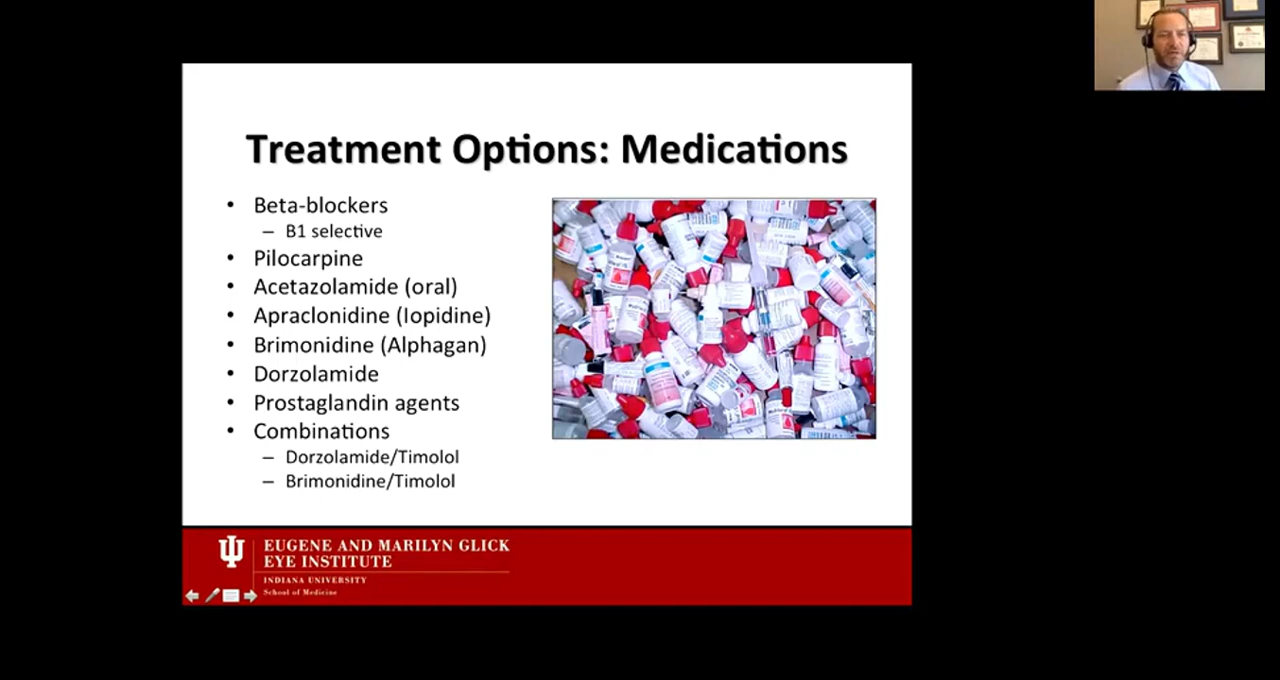 Treatment Options: Medications
• Beta-blockers
– B1 selective
• Pilocarpine
• Acetazolamide (oral)
• Apraclonidine (Iopidine)
• Brimonidine (Alphagan)
• Dorzolamide
• Prostaglandin agents
• Combinations
– Dorzolamide/Timolol
– Brimonidine/Timolol
EUGENE AND MARILYN GLICK
EYE INSTITUTE
INDIANA UNIVERSITY
School of Medicine